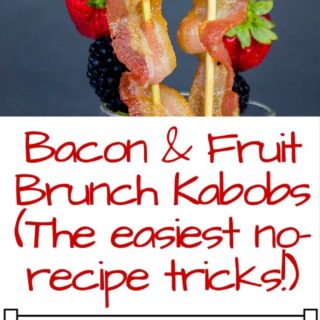 Bacon & Fruit
Brunch Kabobs
(The easiest no-
recipe tricks!)